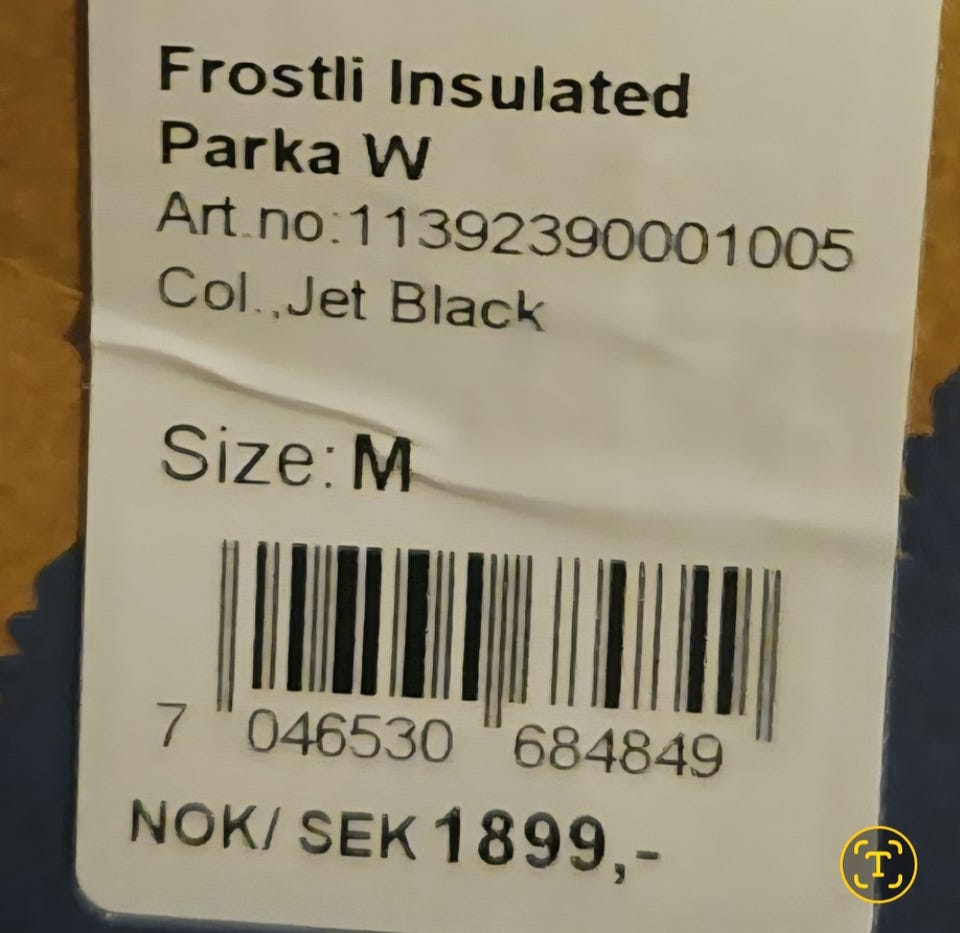 Frostli Insulated
Parka W
Art.no:11392390001005
Col.,Jet Black
Size: M
7 046530 684849
NOK/ SEK 1899,-